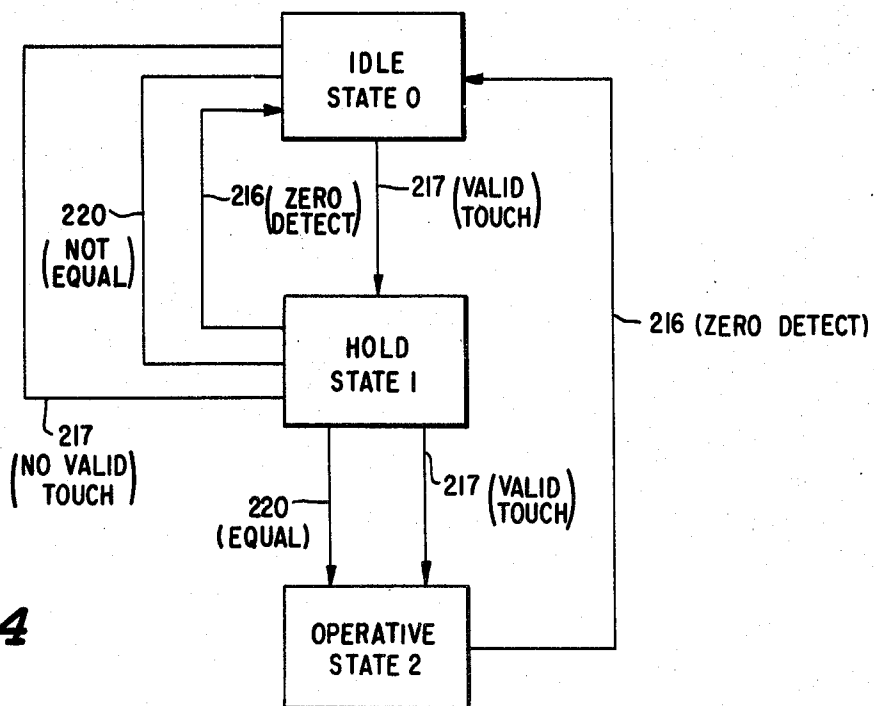 IDLE
STATE 0
216 (ZERO
DETECT)
217 (VALID
TOUCH)
220
(NOT
EQUAL)
216 (ZERO DETECT)
HOLD
STATE 1
217
(NO VALID
TOUCH)
220
(EQUAL)
217 (VALID
TOUCH)
OPERATIVE
STATE 2
4